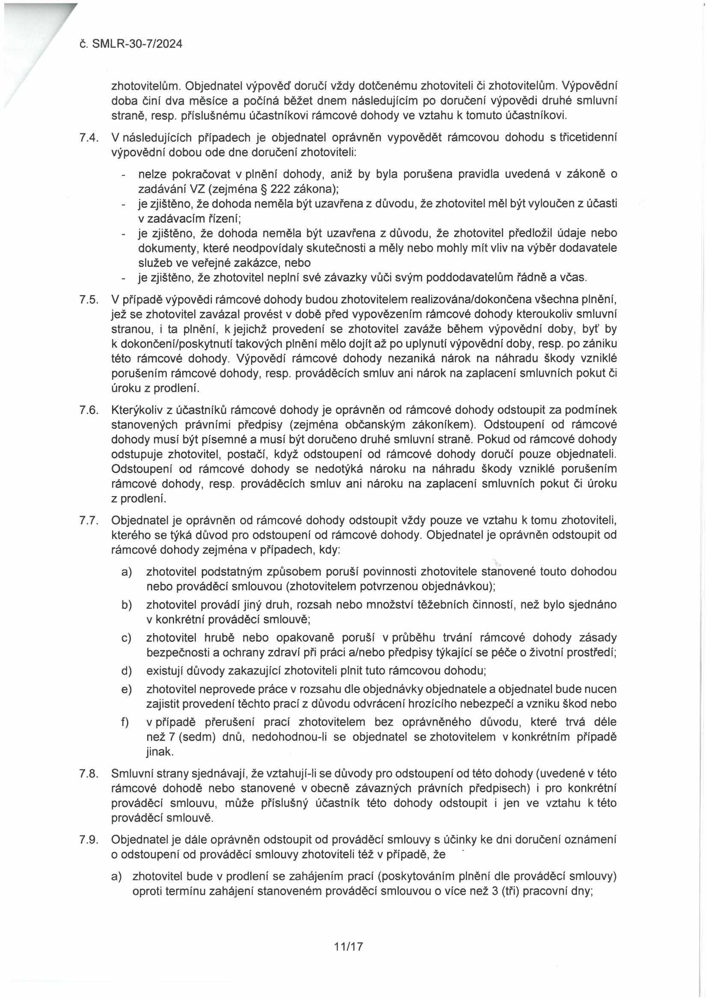 č. SMLR-30-7/2024
zhotovitelům. Objednatel výpověď doručí vždy dotčenému zhotoviteli či zhotovitelům. Výpovědní
doba činí dva měsíce a počíná běžet dnem následujícím po doručení výpovědi druhé smluvní
straně, resp. příslušnému účastníkovi rámcové dohody ve vztahu k tomuto účastníkovi.
7.4. V následujících případech je objednatel oprávněn vypovědět rámcovou dohodu s třicetidenní
výpovědní dobou ode dne doručení zhotoviteli:
- nelze pokračovat v plnění dohody, aniž by byla porušena pravidla uvedená v zákoně o
zadávání VZ (zejména § 222 zákona);
- je zjištěno, že dohoda neměla být uzavřena z důvodu, že zhotovitel měl být vyloučen z účasti
v zadávacím řízení;
- je zjištěno, že dohoda neměla být uzavřena z důvodu, že zhotovitel předložil údaje nebo
dokumenty, které neodpovídaly skutečnosti a měly nebo mohly mít vliv na výběr dodavatele
služeb ve veřejné zakázce, nebo
- je zjištěno, že zhotovitel neplní své závazky vůči svým poddodavatelům řádně a včas.
7.5. V případě výpovědi rámcové dohody budou zhotovitelem realizována/dokončena všechna plnění,
jež se zhotovitel zavázal provést v době před vypovězením rámcové dohody kteroukoliv smluvní
stranou, i ta plnění, k jejichž provedení se zhotovitel zaváže během výpovědní doby, byť by
k dokončení/poskytnutí takových plnění mělo dojít až po uplynutí výpovědní doby, resp. po zániku
této rámcové dohody. Výpovědí rámcové dohody nezaniká nárok na náhradu škody vzniklé
porušením rámcové dohody, resp. prováděcích smluv ani nárok na zaplacení smluvních pokut či
úroku z prodlení.
7.6. Kterýkoliv z účastníků rámcové dohody je oprávněn od rámcové dohody odstoupit za podmínek
stanovených právními předpisy (zejména občanským zákoníkem). Odstoupení od rámcové
dohody musí být písemné a musí být doručeno druhé smluvní straně. Pokud od rámcové dohody
odstupuje zhotovitel, postačí, když odstoupení od rámcové dohody doručí pouze objednateli.
Odstoupení od rámcové dohody se nedotýká nároku na náhradu škody vzniklé porušením
rámcové dohody, resp. prováděcích smluv ani nároku na zaplacení smluvních pokut či úroku
z prodlení.
7.7. Objednatel je oprávněn od rámcové dohody odstoupit vždy pouze ve vztahu k tomu zhotoviteli,
kterého se týká důvod pro odstoupení od rámcové dohody. Objednatel je oprávněn odstoupit od
rámcové dohody zejména v případech, kdy:
a) zhotovitel podstatným způsobem poruší povinnosti zhotovitele stanovené touto dohodou
nebo prováděcí smlouvou (zhotovitelem potvrzenou objednávkou);
b) zhotovitel provádí jiný druh, rozsah nebo množství těžebních činností, než bylo sjednáno
v konkrétní prováděcí smlouvě;
c) zhotovitel hrubě nebo opakovaně poruší v průběhu trvání rámcové dohody zásady
bezpečnosti a ochrany zdraví při práci a/nebo předpisy týkající se péče o životní prostředí;
d) existují důvody zakazující zhotoviteli plnit tuto rámcovou dohodu;
e) zhotovitel neprovede práce v rozsahu dle objednávky objednatele a objednatel bude nucen
zajistit provedení těchto prací z důvodu odvrácení hrozícího nebezpečí a vzniku škod nebo
f) v případě přerušení prací zhotovitelem bez oprávněného důvodu, které trvá déle
než 7 (sedm) dnů, nedohodnou-li se objednatel se zhotovitelem v konkrétním případě
jinak.
7.8. Smluvní strany sjednávají, že vztahují-li se důvody pro odstoupení od této dohody (uvedené v této
rámcové dohodě nebo stanovené v obecně závazných právních předpisech) i pro konkrétní
prováděcí smlouvu, může příslušný účastník této dohody odstoupit i jen ve vztahu k této
prováděcí smlouvě.
7.9. Objednatel je dále oprávněn odstoupit od prováděcí smlouvy s účinky ke dni doručení oznámení
o odstoupení od prováděcí smlouvy zhotoviteli též v případě, že
a) zhotovitel bude v prodlení se zahájením prací (poskytováním plnění dle prováděcí smlouvy)
oproti termínu zahájení stanoveném prováděcí smlouvou o více než 3 (tři) pracovní dny;
11/17